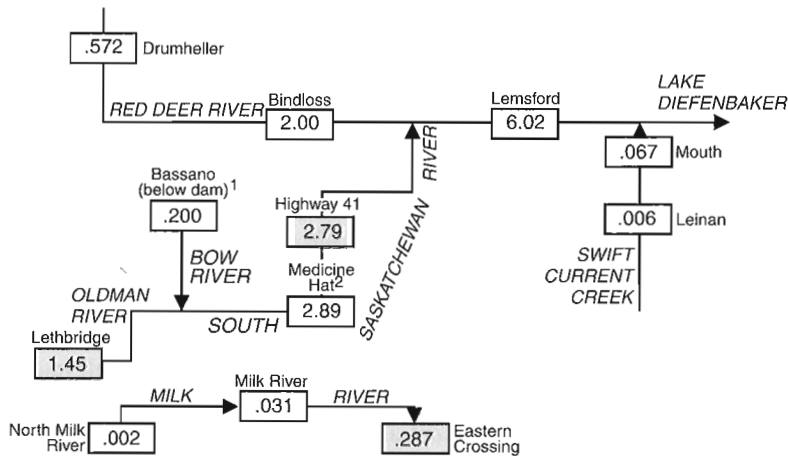 .572 Drumheller
LAKE
DIEFENBAKER
RED DEER RIVER
Bindloss
2.00
Lemsford
6.02
RIVER
.067 Mouth
Bassano
(below dam)1
.200
Highway 41
2.79
.006 Leinan
BOW
RIVER
SWIFT
CURRENT
CREEK
Medicine
Hat2
2.89
SASKATCHEWAN
OLDMAN
RIVER
SOUTH
Lethbridge
1.45
MILK
Milk River
.031
RIVER
North Milk
River
.002
.287
Eastern
Crossing